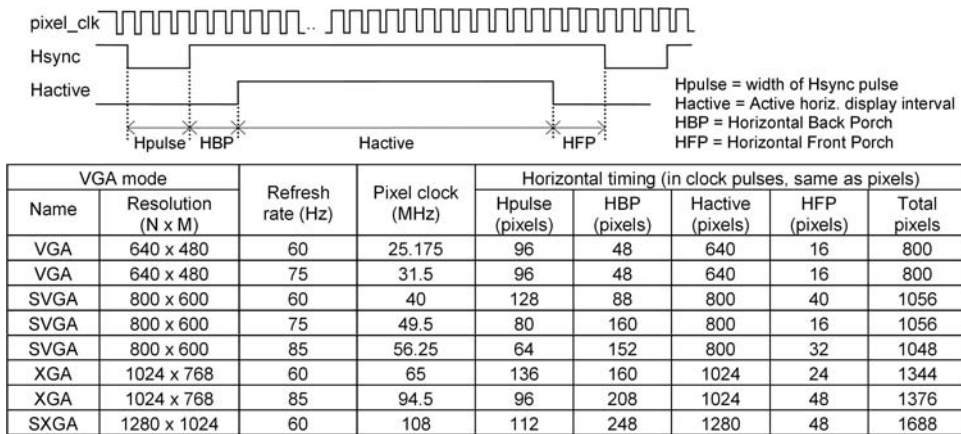 pixel_clk ..
Hsync
Hactive
Hpulse HBP Hactive HFP
Hpulse = width of Hsync pulse
Hactive = Active horiz. display interval
HBP = Horizontal Back Porch
HFP = Horizontal Front Porch
VGA mode Refresh rate (Hz) Pixel clock (MHz) Horizontal timing (in clock pulses, same as pixels)
Name Resolution (N x M) Hpulse (pixels) HBP (pixels) Hactive (pixels) HFP (pixels) Total pixels
VGA 640 x 480 60 25.175 96 48 640 16 800
VGA 640 x 480 75 31.5 96 48 640 16 800
SVGA 800 x 600 60 40 128 88 800 40 1056
SVGA 800 x 600 75 49.5 80 160 800 16 1056
SVGA 800 x 600 85 56.25 64 152 800 32 1048
XGA 1024 x 768 60 65 136 160 1024 24 1344
XGA 1024 x 768 85 94.5 96 208 1024 48 1376
SXGA 1280 x 1024 60 108 112 248 1280 48 1688